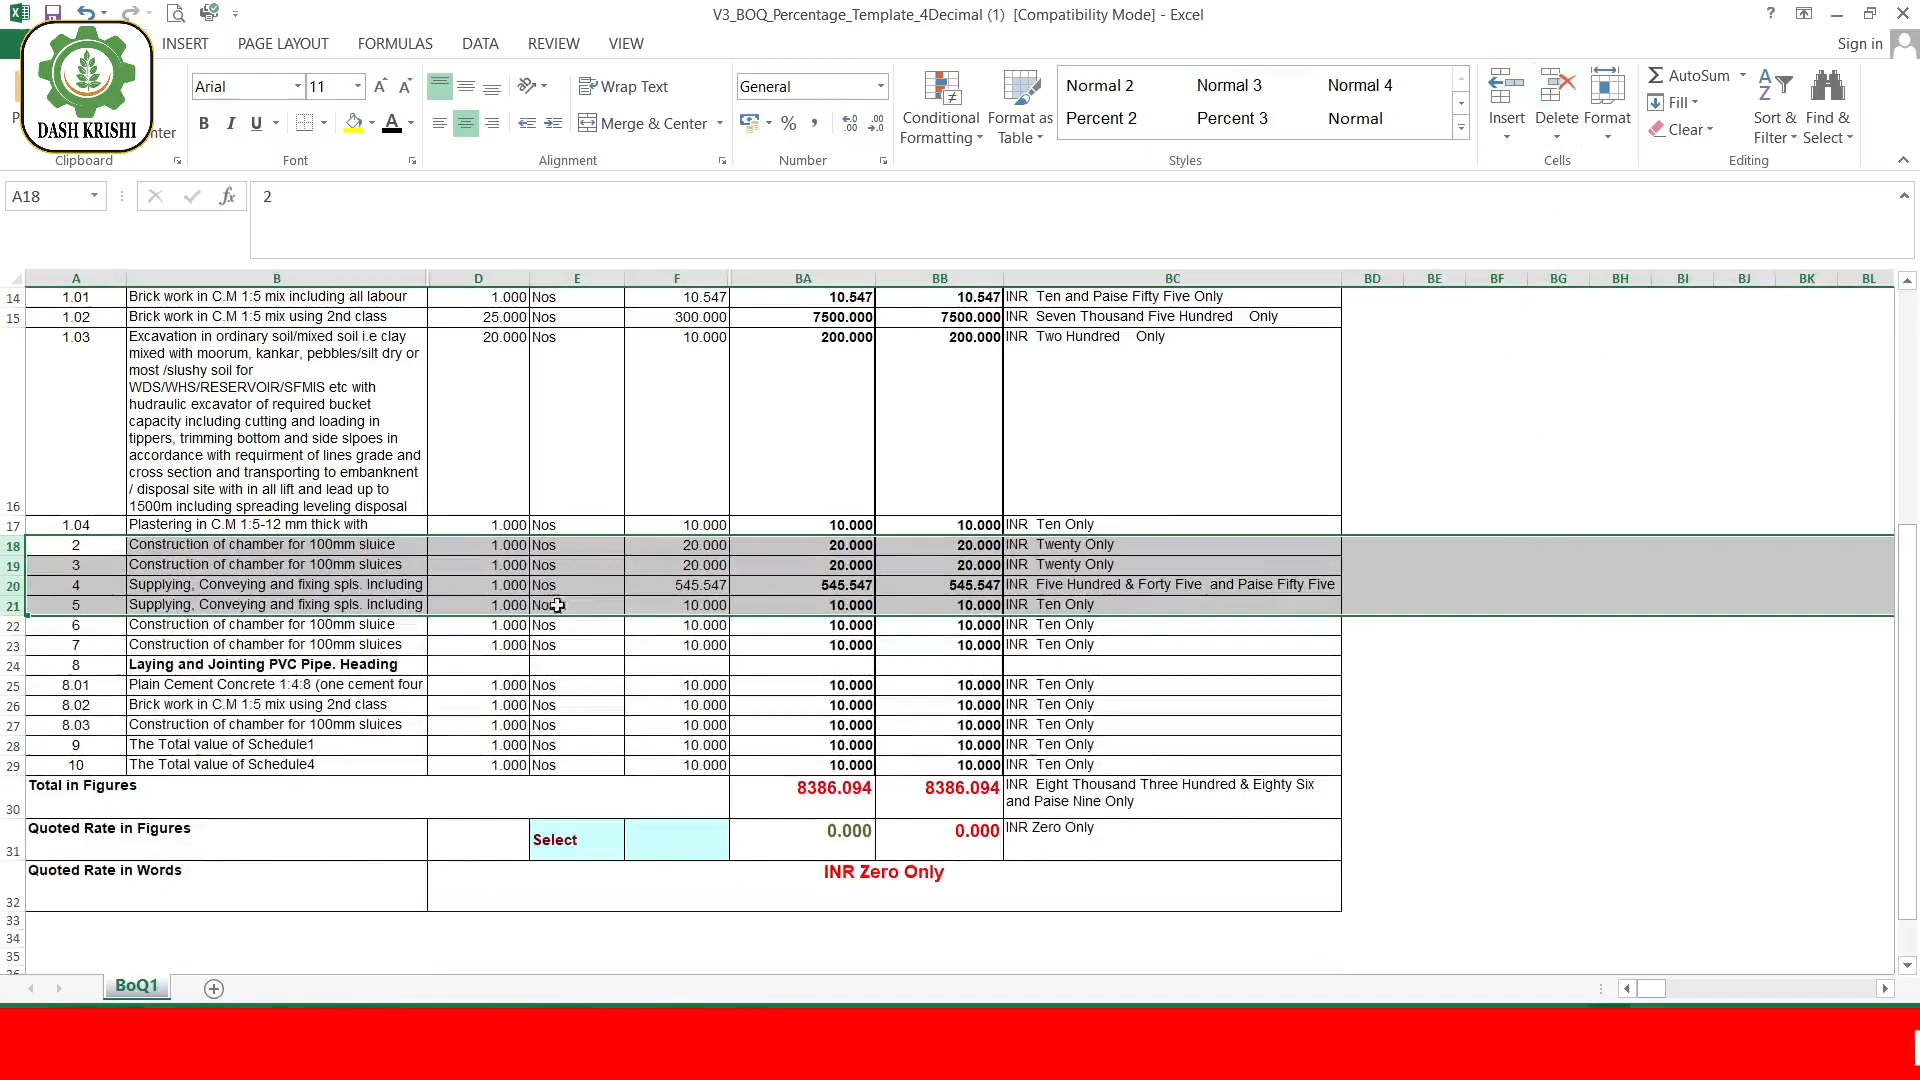 V3_BOQ_Percentage_Template_4Decimal (1) [Compatibility Mode] - Excel
?
DASH KRISHI
INSERT PAGE LAYOUT FORMULAS DATA REVIEW VIEW Sign in
Arial 11 Wrap Text General Conditional Formatting Format as Table Normal 2 Normal 3 Normal 4 Insert Delete Format AutoSum Sort & Filter Find & Select
B I U A Merge & Center % Percent 2 Percent 3 Normal Fill
Clear
Clipboard Font Alignment Number Styles Cells Editing
A18 fx 2
A B D E F BA BB BC BD BE BF BG BH BI BJ BK BL
14 1.01 Brick work in C.M 1:5 mix including all labour 1.000 Nos 10.547 10.547 10.547 INR Ten and Paise Fifty Five Only
15 1.02 Brick work in C.M 1:5 mix using 2nd class 25.000 Nos 300.000 7500.000 7500.000 INR Seven Thousand Five Hundred Only
1.03 Excavation in ordinary soil/mixed soil i.e clay 20.000 Nos 10.000 200.000 200.000 INR Two Hundred Only
mixed with moorum, kankar, pebbles/silt dry or
most /slushy soil for
WDS/WHS/RESERVOIR/SFMIS etc with
hudraulic excavator of required bucket
capacity including cutting and loading in
tippers, trimming bottom and side slpoes in
accordance with requirment of lines grade and
cross section and transporting to embanknent
/ disposal site with in all lift and lead up to
16 1500m including spreading leveling disposal
17 1.04 Plastering in C.M 1:5-12 mm thick with 1.000 Nos 10.000 10.000 10.000 INR Ten Only
18 2 Construction of chamber for 100mm sluice 1.000 Nos 20.000 20.000 20.000 INR Twenty Only
19 3 Construction of chamber for 100mm sluices 1.000 Nos 20.000 20.000 20.000 INR Twenty Only
20 4 Supplying, Conveying and fixing spls. Including 1.000 Nos 545.547 545.547 545.547 INR Five Hundred & Forty Five and Paise Fifty Five
21 5 Supplying, Conveying and fixing spls. Including 1.000 Nos 10.000 10.000 10.000 INR Ten Only
22 6 Construction of chamber for 100mm sluice 1.000 Nos 10.000 10.000 10.000 INR Ten Only
23 7 Construction of chamber for 100mm sluices 1.000 Nos 10.000 10.000 10.000 INR Ten Only
24 8 Laying and Jointing PVC Pipe. Heading
25 8.01 Plain Cement Concrete 1:4:8 (one cement four 1.000 Nos 10.000 10.000 10.000 INR Ten Only
26 8.02 Brick work in C.M 1:5 mix using 2nd class 1.000 Nos 10.000 10.000 10.000 INR Ten Only
27 8.03 Construction of chamber for 100mm sluices 1.000 Nos 10.000 10.000 10.000 INR Ten Only
28 9 The Total value of Schedule1 1.000 Nos 10.000 10.000 10.000 INR Ten Only
29 10 The Total value of Schedule4 1.000 Nos 10.000 10.000 10.000 INR Ten Only
30 Total in Figures 8386.094 8386.094 INR Eight Thousand Three Hundred & Eighty Six
and Paise Nine Only
31 Quoted Rate in Figures Select 0.000 0.000 INR Zero Only
32 Quoted Rate in Words INR Zero Only
33
34
35
BoQ1